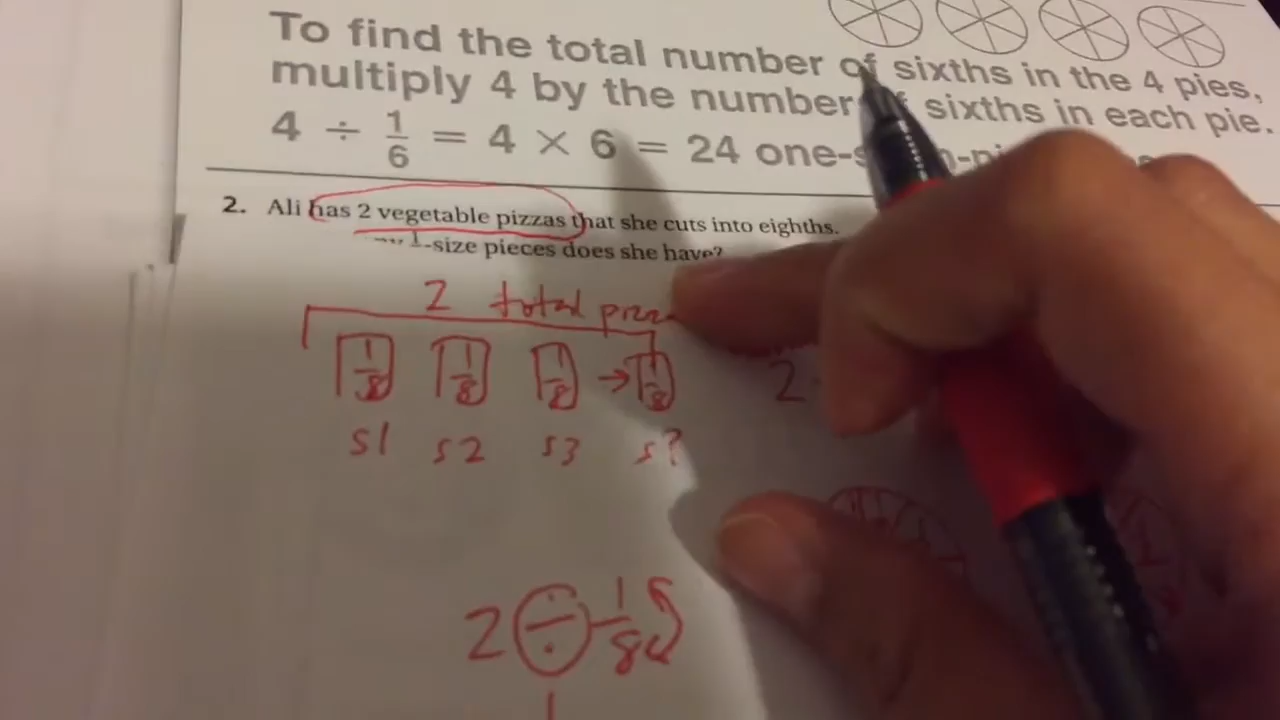 To find the total number of sixths in the 4 pies,
multiply 4 by the number of sixths in each pie.
4 ÷ 1/6 = 4 × 6 = 24
2. Ali has 2 vegetable pizzas that she cuts into eighths.
1-size pieces does she have?
2 total
1/8 1/8 1/8 → 1/8
S1 S2 S3 S?
2
2 ÷ 1/8